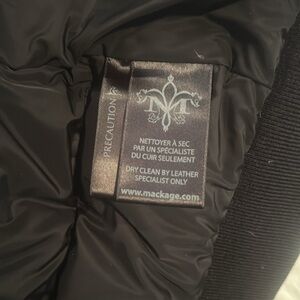 PRECAUTION
M
NETTOYER À SEC
PAR UN SPÉCIALISTE
DU CUIR SEULEMENT
DRY CLEAN BY LEATHER
SPECIALIST ONLY
www.mackage.com